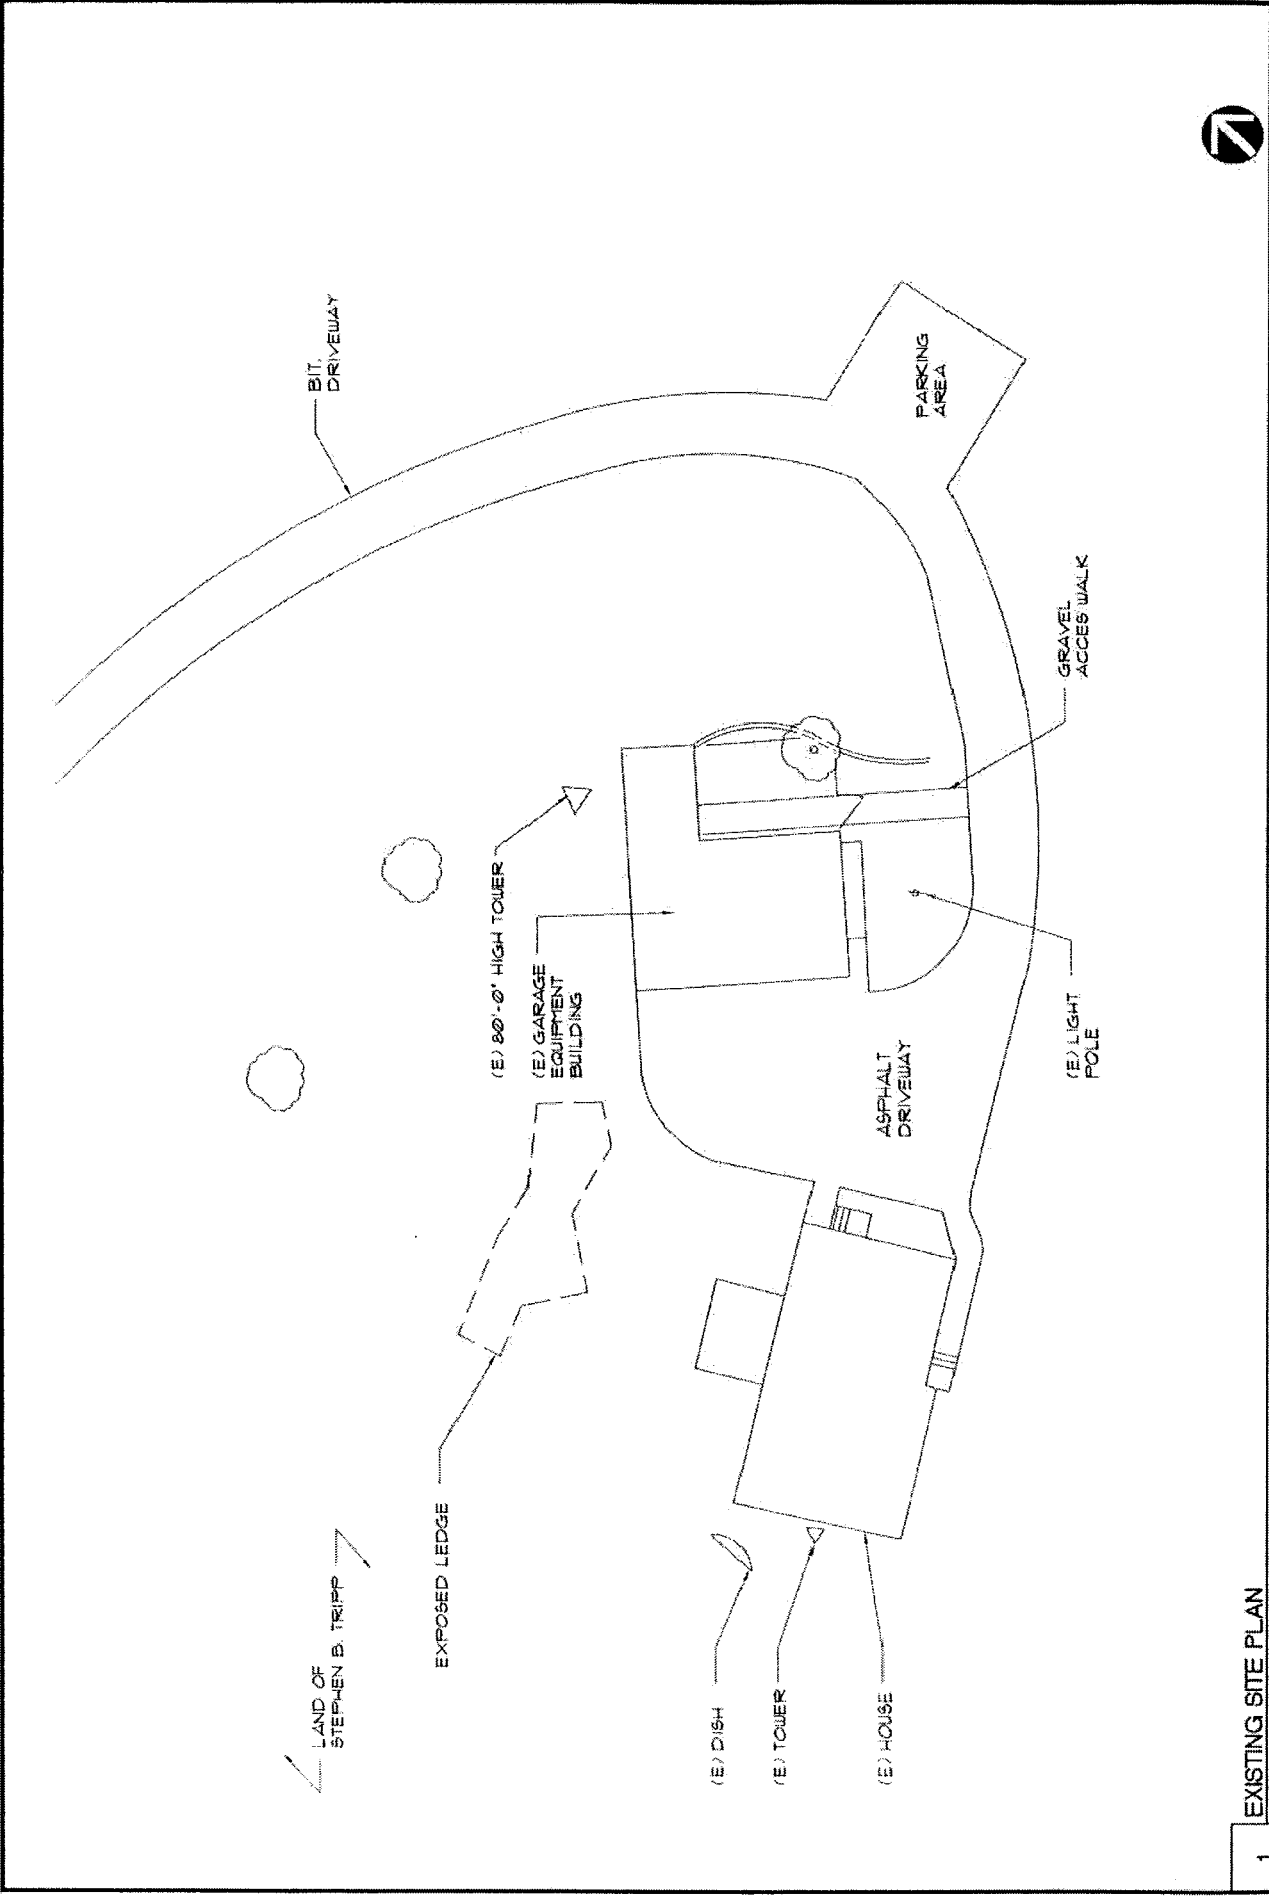 LAND OF
STEPHEN B. TRIPP
EXPOSED LEDGE
BIT.
DRIVEWAY
(E) 80'-0" HIGH TOWER
(E) GARAGE
EQUIPMENT
BUILDING
(E) DISH
(E) TOWER
(E) HOUSE
ASPHALT
DRIVEWAY
PARKING
AREA
(E) LIGHT
POLE
GRAVEL
ACCES WALK
1
EXISTING SITE PLAN